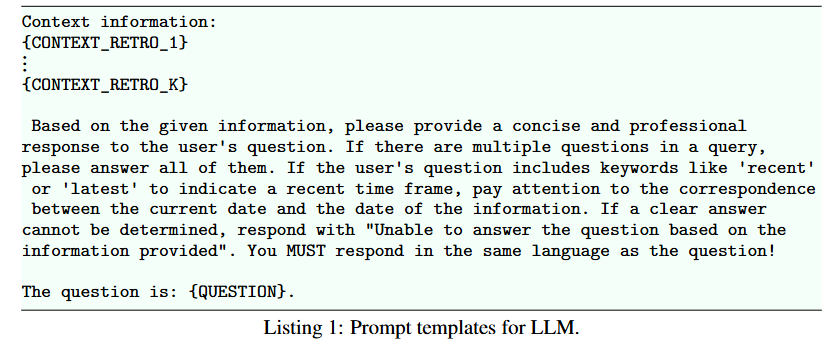 Context information:
{CONTEXT_RETRO_1}
⋮
{CONTEXT_RETRO_K}
Based on the given information, please provide a concise and professional
response to the user's question. If there are multiple questions in a query,
please answer all of them. If the user's question includes keywords like 'recent'
or 'latest' to indicate a recent time frame, pay attention to the correspondence
between the current date and the date of the information. If a clear answer
cannot be determined, respond with "Unable to answer the question based on the
information provided". You MUST respond in the same language as the question!
The question is: {QUESTION}.
Listing 1: Prompt templates for LLM.